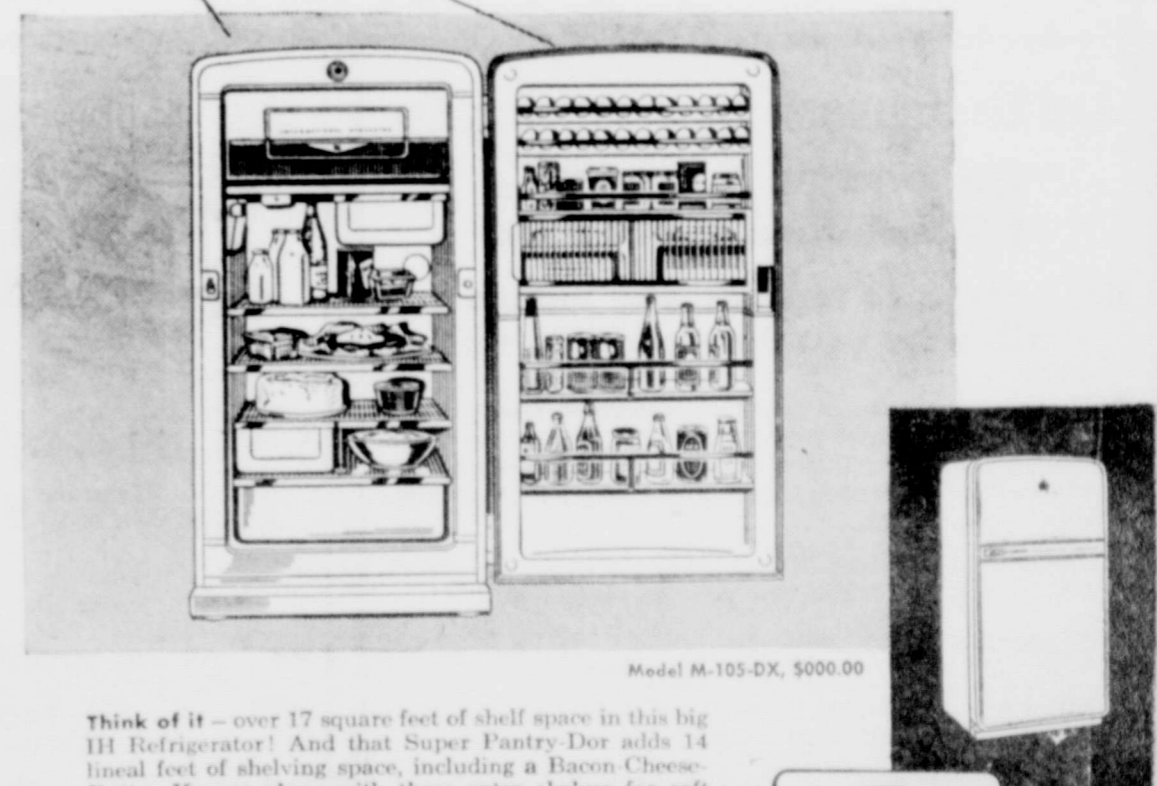 Model M-105-DX, $000.00
Think of it – over 17 square feet of shelf space in this big
IH Refrigerator! And that Super Pantry-Dor adds 14
lineal feet of shelving space, including a Bacon-Cheese-